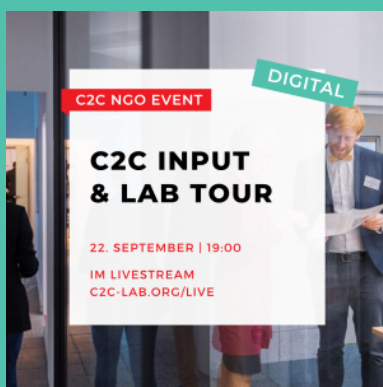 DIGITAL
C2C NGO EVENT
C2C INPUT
& LAB TOUR
22. SEPTEMBER | 19:00
IM LIVESTREAM
C2C-LAB.ORG/LIVE